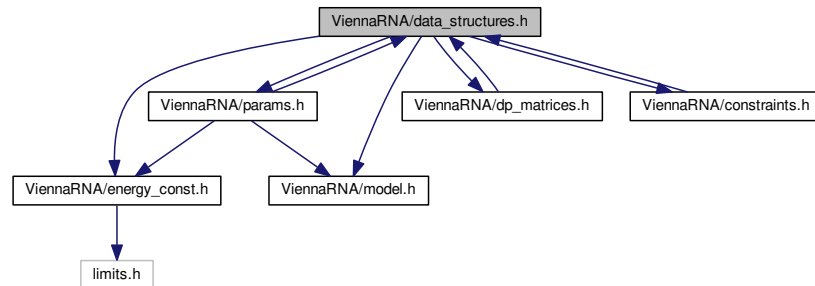 ViennaRNA/data_structures.h
ViennaRNA/params.h
ViennaRNA/dp_matrices.h
ViennaRNA/constraints.h
ViennaRNA/energy_const.h
ViennaRNA/model.h
limits.h